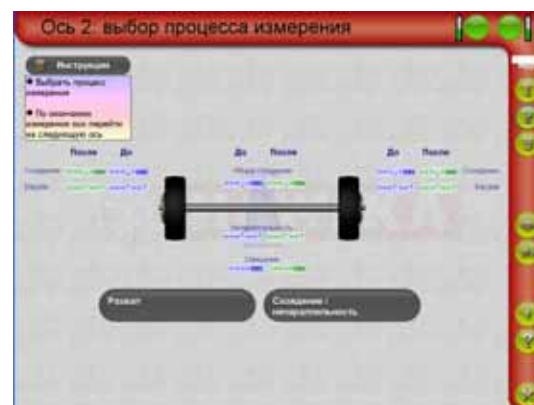 Ось 2: выбор процесса измерения
Инструкции
Выбрать процесс
измерения
По окончании
измерения оси перейти
на следующую ось
После До
До После
До После
Общее схождение
Схождение
Схождение
Развал
Развал
Непараллельность
Смещение
Развал
Схождение /
непараллельность